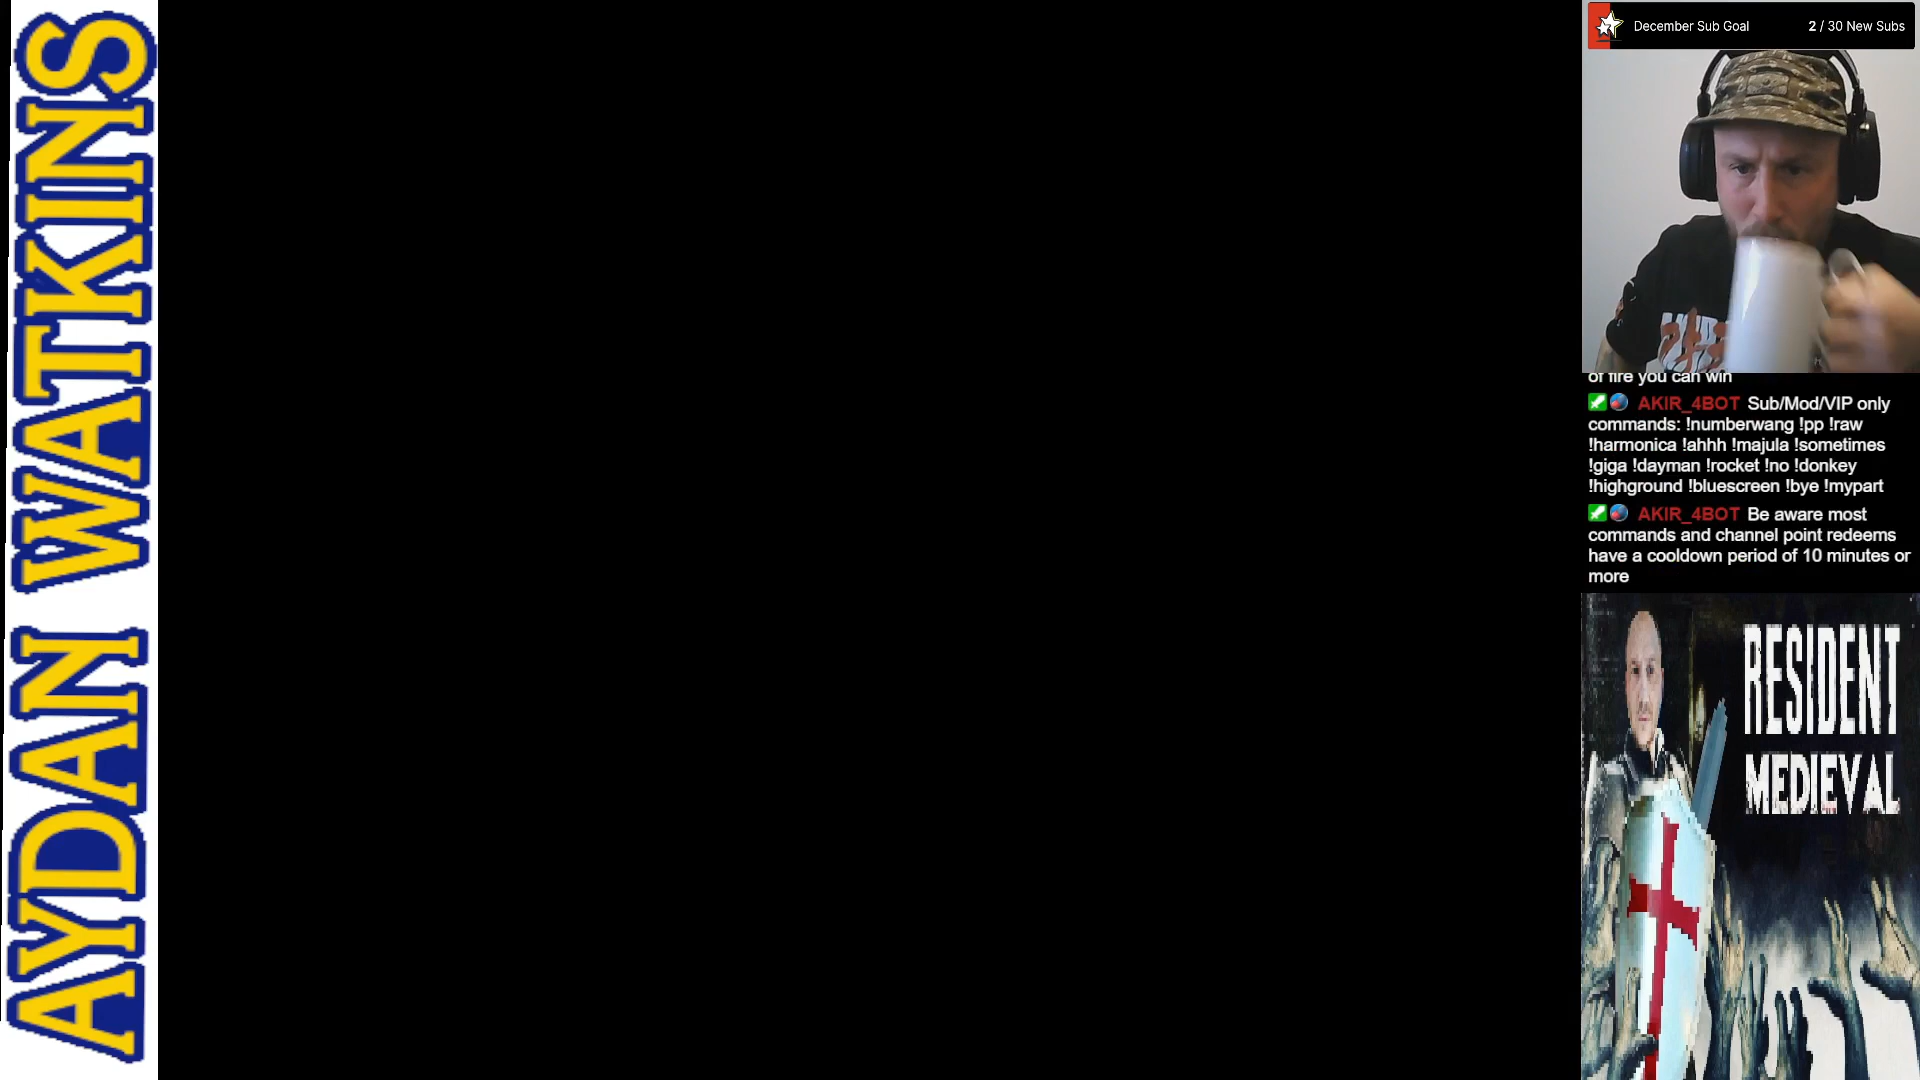 AYDAN WATKINS
December Sub Goal 2 / 30 New Subs
of fire you can win
AKIR_4BOT Sub/Mod/VIP only
commands: !numberwang !pp !raw
!harmonica !ahhh !majula !sometimes
!giga !dayman !rocket !no !donkey
!highground !bluescreen !bye !mypart
AKIR_4BOT Be aware most
commands and channel point redeems
have a cooldown period of 10 minutes or
more
RESIDENT
MEDIEVAL